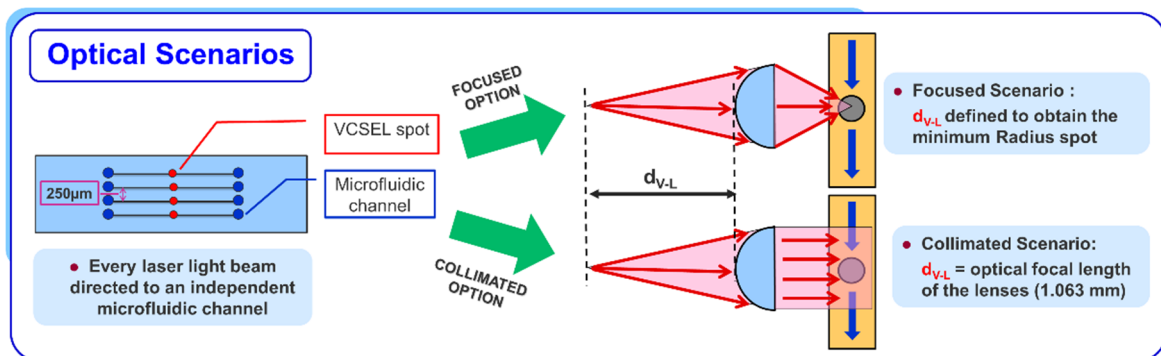 Optical Scenarios
VCSEL spot
Microfluidic
channel
250µm
• Every laser light beam
directed to an independent
microfluidic channel
FOCUSED
OPTION
COLLIMATED
OPTION
dV-L
• Focused Scenario :
dV-L defined to obtain the
minimum Radius spot
• Collimated Scenario:
dV-L = optical focal length
of the lenses (1.063 mm)